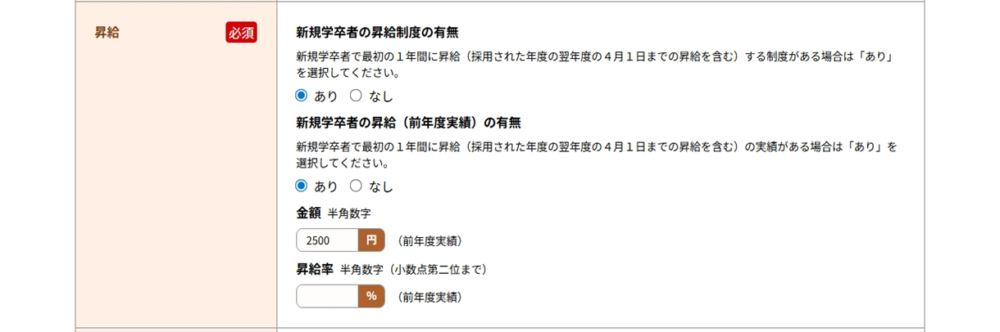 昇給 必須
新規学卒者の昇給制度の有無
新規学卒者で最初の１年間に昇給（採用された年度の翌年度の４月１日までの昇給を含む）する制度がある場合は「あり」
を選択してください。
あり なし
新規学卒者の昇給（前年度実績）の有無
新規学卒者で最初の１年間に昇給（採用された年度の翌年度の４月１日までの昇給を含む）の実績がある場合は「あり」を
選択してください。
あり なし
金額 半角数字
2500 円 （前年度実績）
昇給率 半角数字（小数点第二位まで）
% （前年度実績）